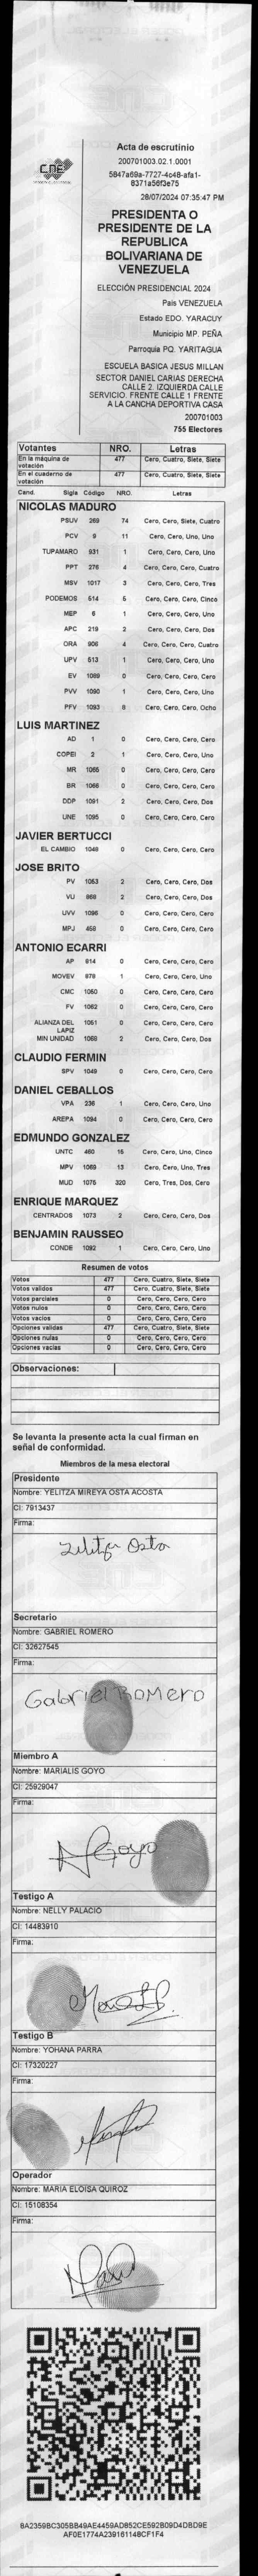 CNE
Acta de escrutinio
200701003.02.1.0001
5847a69a-7727-4c48-afa1-
8371a56f3e75
28/07/2024 07:35:47 PM
PRESIDENTA O
PRESIDENTE DE LA
REPUBLICA
BOLIVARIANA DE
VENEZUELA
ELECCIÓN PRESIDENCIAL 2024
Pais VENEZUELA
Estado EDO. YARACUY
Municipio MP. PEÑA
Parroquia PQ. YARITAGUA
ESCUELA BASICA JESUS MILLAN
SECTOR DANIEL CARIAS DERECHA
CALLE 2. IZQUIERDA CALLE
SERVICIO. FRENTE CALLE 1 FRENTE
A LA CANCHA DEPORTIVA CASA
200701003
755 Electores
Votantes NRO. Letras
En la máquina de votación 477 Cero, Cuatro, Siete, Siete
En el cuaderno de votación 477 Cero, Cuatro, Siete, Siete
Cand. Sigla Código NRO. Letras
NICOLAS MADURO
PSUV 269 74 Cero, Cero, Siete, Cuatro
PCV 9 11 Cero, Cero, Uno, Uno
TUPAMARO 931 1 Cero, Cero, Cero, Uno
PPT 276 4 Cero, Cero, Cero, Cuatro
MSV 1017 3 Cero, Cero, Cero, Tres
PODEMOS 514 5 Cero, Cero, Cero, Cinco
MEP 6 1 Cero, Cero, Cero, Uno
APC 219 2 Cero, Cero, Cero, Dos
ORA 906 4 Cero, Cero, Cero, Cuatro
UPV 513 1 Cero, Cero, Cero, Uno
EV 1089 0 Cero, Cero, Cero, Cero
PVV 1090 1 Cero, Cero, Cero, Uno
PFV 1093 8 Cero, Cero, Cero, Ocho
LUIS MARTINEZ
AD 1 0 Cero, Cero, Cero, Cero
COPEI 2 1 Cero, Cero, Cero, Uno
MR 1065 0 Cero, Cero, Cero, Cero
BR 1066 0 Cero, Cero, Cero, Cero
DDP 1091 2 Cero, Cero, Cero, Dos
UNE 1095 0 Cero, Cero, Cero, Cero
JAVIER BERTUCCI
EL CAMBIO 1048 0 Cero, Cero, Cero, Cero
JOSE BRITO
PV 1053 2 Cero, Cero, Cero, Dos
VU 868 2 Cero, Cero, Cero, Dos
UVV 1096 0 Cero, Cero, Cero, Cero
MPJ 458 0 Cero, Cero, Cero, Cero
ANTONIO ECARRI
AP 914 0 Cero, Cero, Cero, Cero
MOVEV 979 1 Cero, Cero, Cero, Uno
CMC 1050 0 Cero, Cero, Cero, Cero
FV 1062 0 Cero, Cero, Cero, Cero
ALIANZA DEL LAPIZ 1051 0 Cero, Cero, Cero, Cero
MIN UNIDAD 1068 2 Cero, Cero, Cero, Dos
CLAUDIO FERMIN
SPV 1049 0 Cero, Cero, Cero, Cero
DANIEL CEBALLOS
VPA 236 1 Cero, Cero, Cero, Uno
AREPA 1094 0 Cero, Cero, Cero, Cero
EDMUNDO GONZALEZ
UNTC 460 15 Cero, Cero, Uno, Cinco
MPV 1069 13 Cero, Cero, Uno, Tres
MUD 1075 320 Cero, Tres, Dos, Cero
ENRIQUE MARQUEZ
CENTRADOS 1073 2 Cero, Cero, Cero, Dos
BENJAMIN RAUSSEO
CONDE 1092 1 Cero, Cero, Cero, Uno
Resumen de votos
Votos 477 Cero, Cuatro, Siete, Siete
Votos validos 477 Cero, Cuatro, Siete, Siete
Votos parciales 0 Cero, Cero, Cero, Cero
Votos nulos 0 Cero, Cero, Cero, Cero
Votos vacios 0 Cero, Cero, Cero, Cero
Opciones validas 477 Cero, Cuatro, Siete, Siete
Opciones nulas 0 Cero, Cero, Cero, Cero
Opciones vacias 0 Cero, Cero, Cero, Cero
Observaciones:
Se levanta la presente acta la cual firman en
señal de conformidad.
Miembros de la mesa electoral
Presidente
Nombre: YELITZA MIREYA OSTA ACOSTA
CI: 7913437
Firma:
Yelitza Osta
Secretario
Nombre: GABRIEL ROMERO
CI: 32627545
Firma:
Gabriel ROMERO
Miembro A
Nombre: MARIALIS GOYO
CI: 25929047
Firma:
Goyo
Testigo A
Nombre: NELLY PALACIO
CI: 14483910
Firma:
Testigo B
Nombre: YOHANA PARRA
CI: 17320227
Firma:
Operador
Nombre: MARIA ELOISA QUIROZ
CI: 15108354
Firma:
8A2359BC305BB49AE4459AD852CE592B09D4DBD9E
AF0E1774A239161148CF1F4